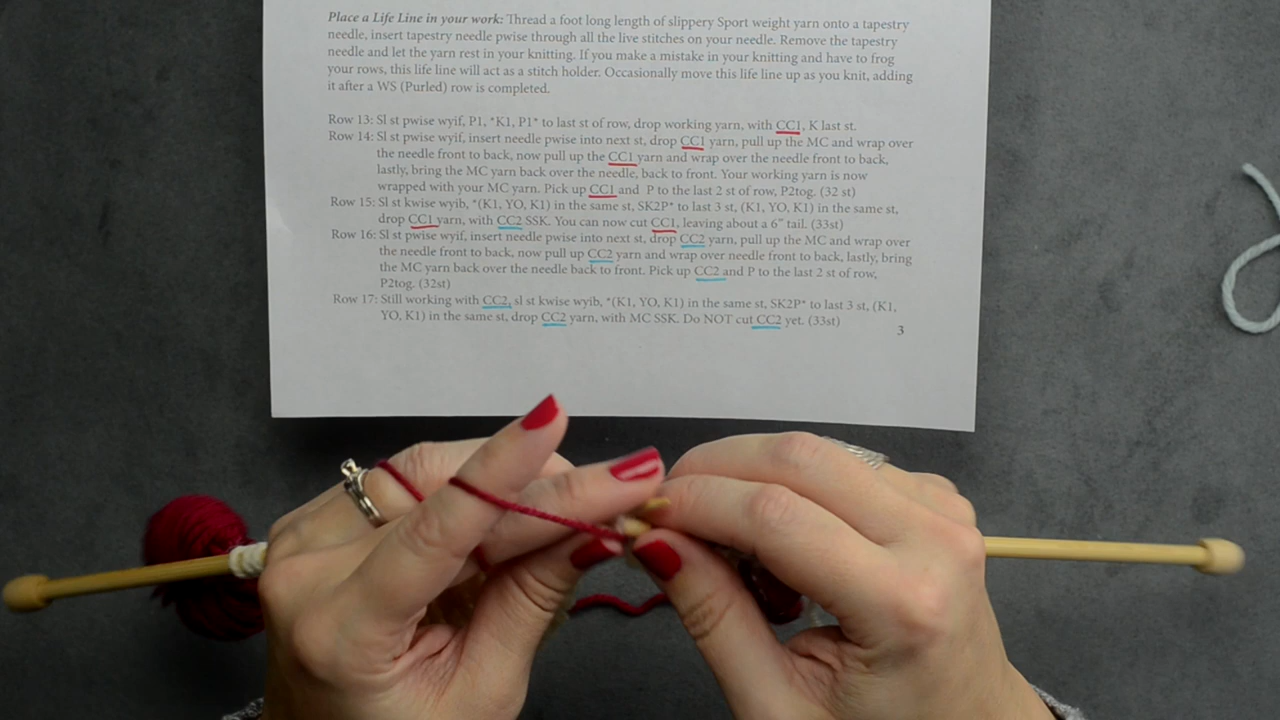 Place a Life Line in your work: Thread a foot long length of slippery Sport weight yarn onto a tapestry
needle, insert tapestry needle pwise through all the live stitches on your needle. Remove the tapestry
needle and let the yarn rest in your knitting. If you make a mistake in your knitting and have to frog
your rows, this life line will act as a stitch holder. Occasionally move this life line up as you knit, adding
it after a WS (Purled) row is completed.
Row 13: Sl st pwise wyif, P1, *K1, P1* to last st of row, drop working yarn, with CC1, K last st.
Row 14: Sl st pwise wyif, insert needle pwise into next st, drop CC1 yarn, pull up the MC and wrap over
the needle front to back, now pull up the CC1 yarn and wrap over the needle front to back,
lastly, bring the MC yarn back over the needle, back to front. Your working yarn is now
wrapped with your MC yarn. Pick up CC1 and P to the last 2 st of row, P2tog. (32 st)
Row 15: Sl st kwise wyib, *(K1, YO, K1) in the same st, SK2P* to last 3 st, (K1, YO, K1) in the same st,
drop CC1 yarn, with CC2 SSK. You can now cut CC1, leaving about a 6" tail. (33st)
Row 16: Sl st pwise wyif, insert needle pwise into next st, drop CC2 yarn, pull up the MC and wrap over
the needle front to back, now pull up CC2 yarn and wrap over needle front to back, lastly, bring
the MC yarn back over the needle back to front. Pick up CC2 and P to the last 2 st of row,
P2tog. (32st)
Row 17: Still working with CC2, sl st kwise wyib, *(K1, YO, K1) in the same st, SK2P* to last 3 st, (K1,
YO, K1) in the same st, drop CC2 yarn, with MC SSK. Do NOT cut CC2 yet. (33st)
3